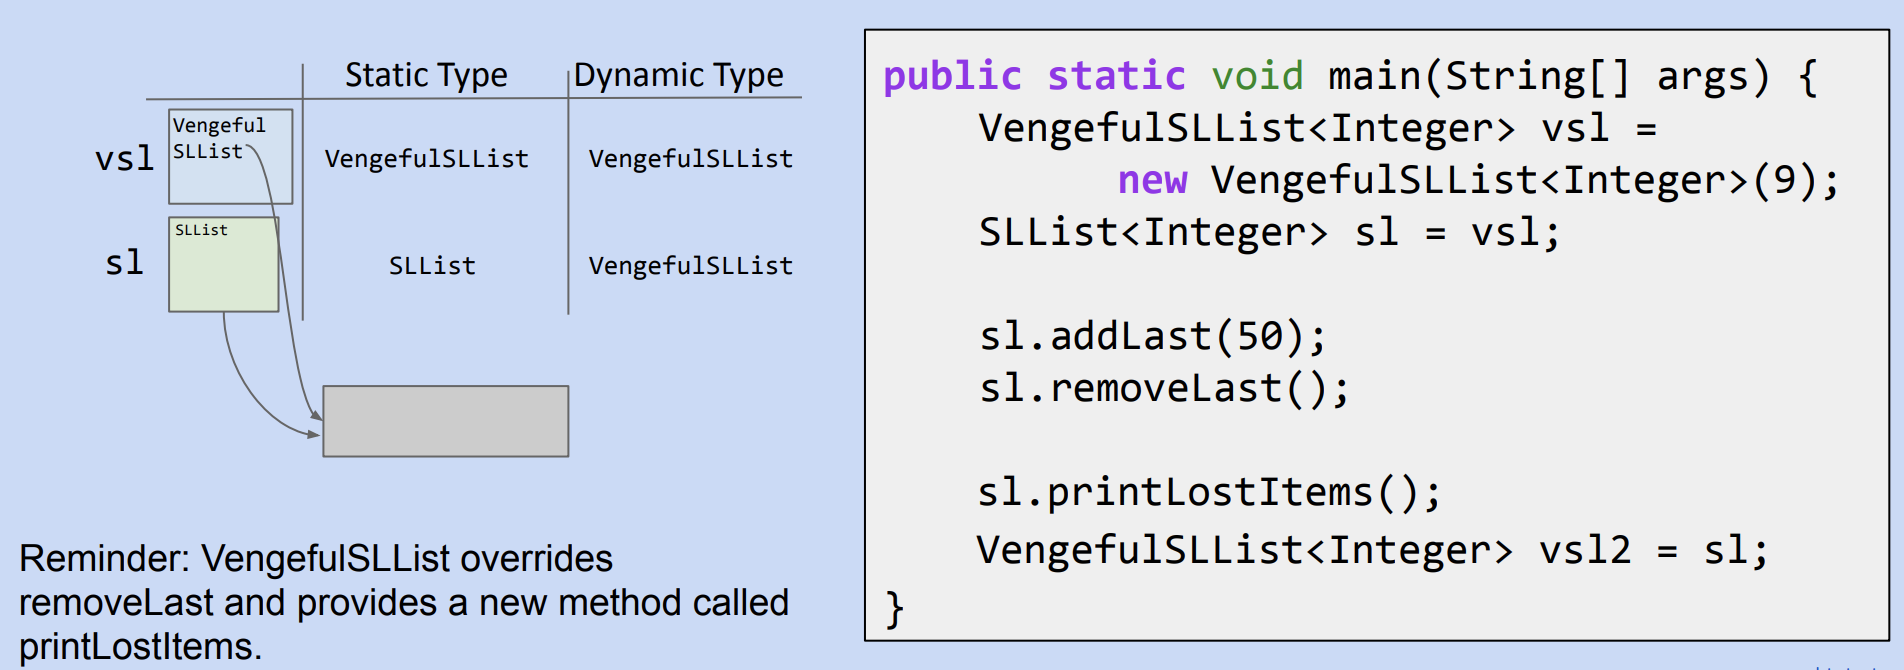 Static Type Dynamic Type
vsl Vengeful
SLList VengefulSLList VengefulSLList
sl SLList SLList VengefulSLList
Reminder: VengefulSLList overrides
removeLast and provides a new method called
printLostItems.
public static void main(String[] args) {
VengefulSLList<Integer> vsl =
new VengefulSLList<Integer>(9);
SLList<Integer> sl = vsl;
sl.addLast(50);
sl.removeLast();
sl.printLostItems();
VengefulSLList<Integer> vsl2 = sl;
}